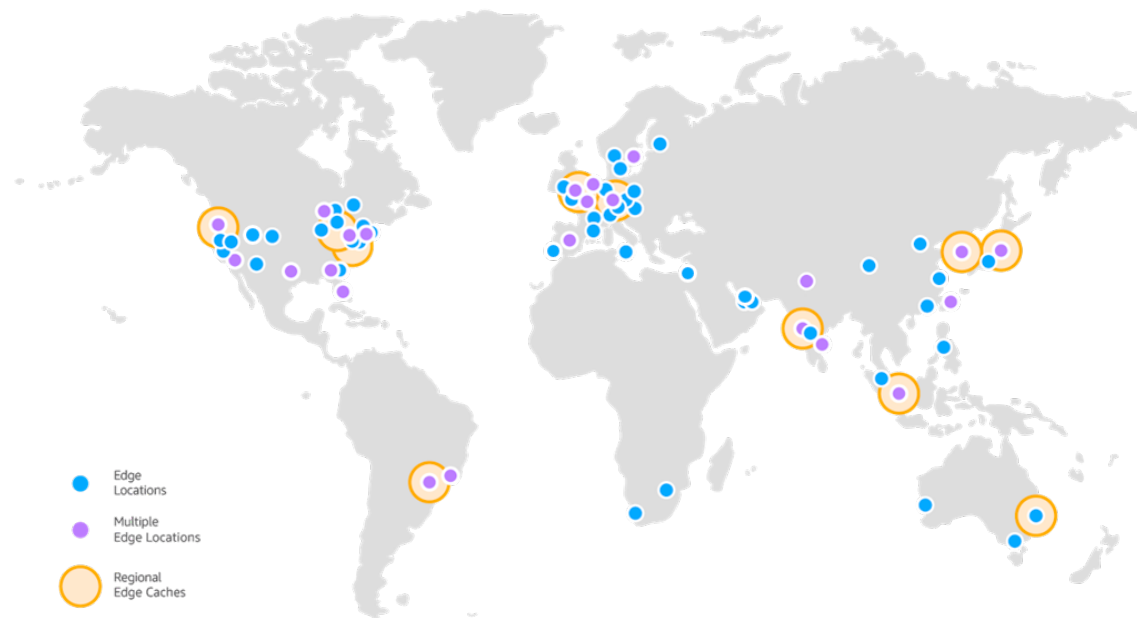 Edge
Locations
Multiple
Edge Locations
Regional
Edge Caches